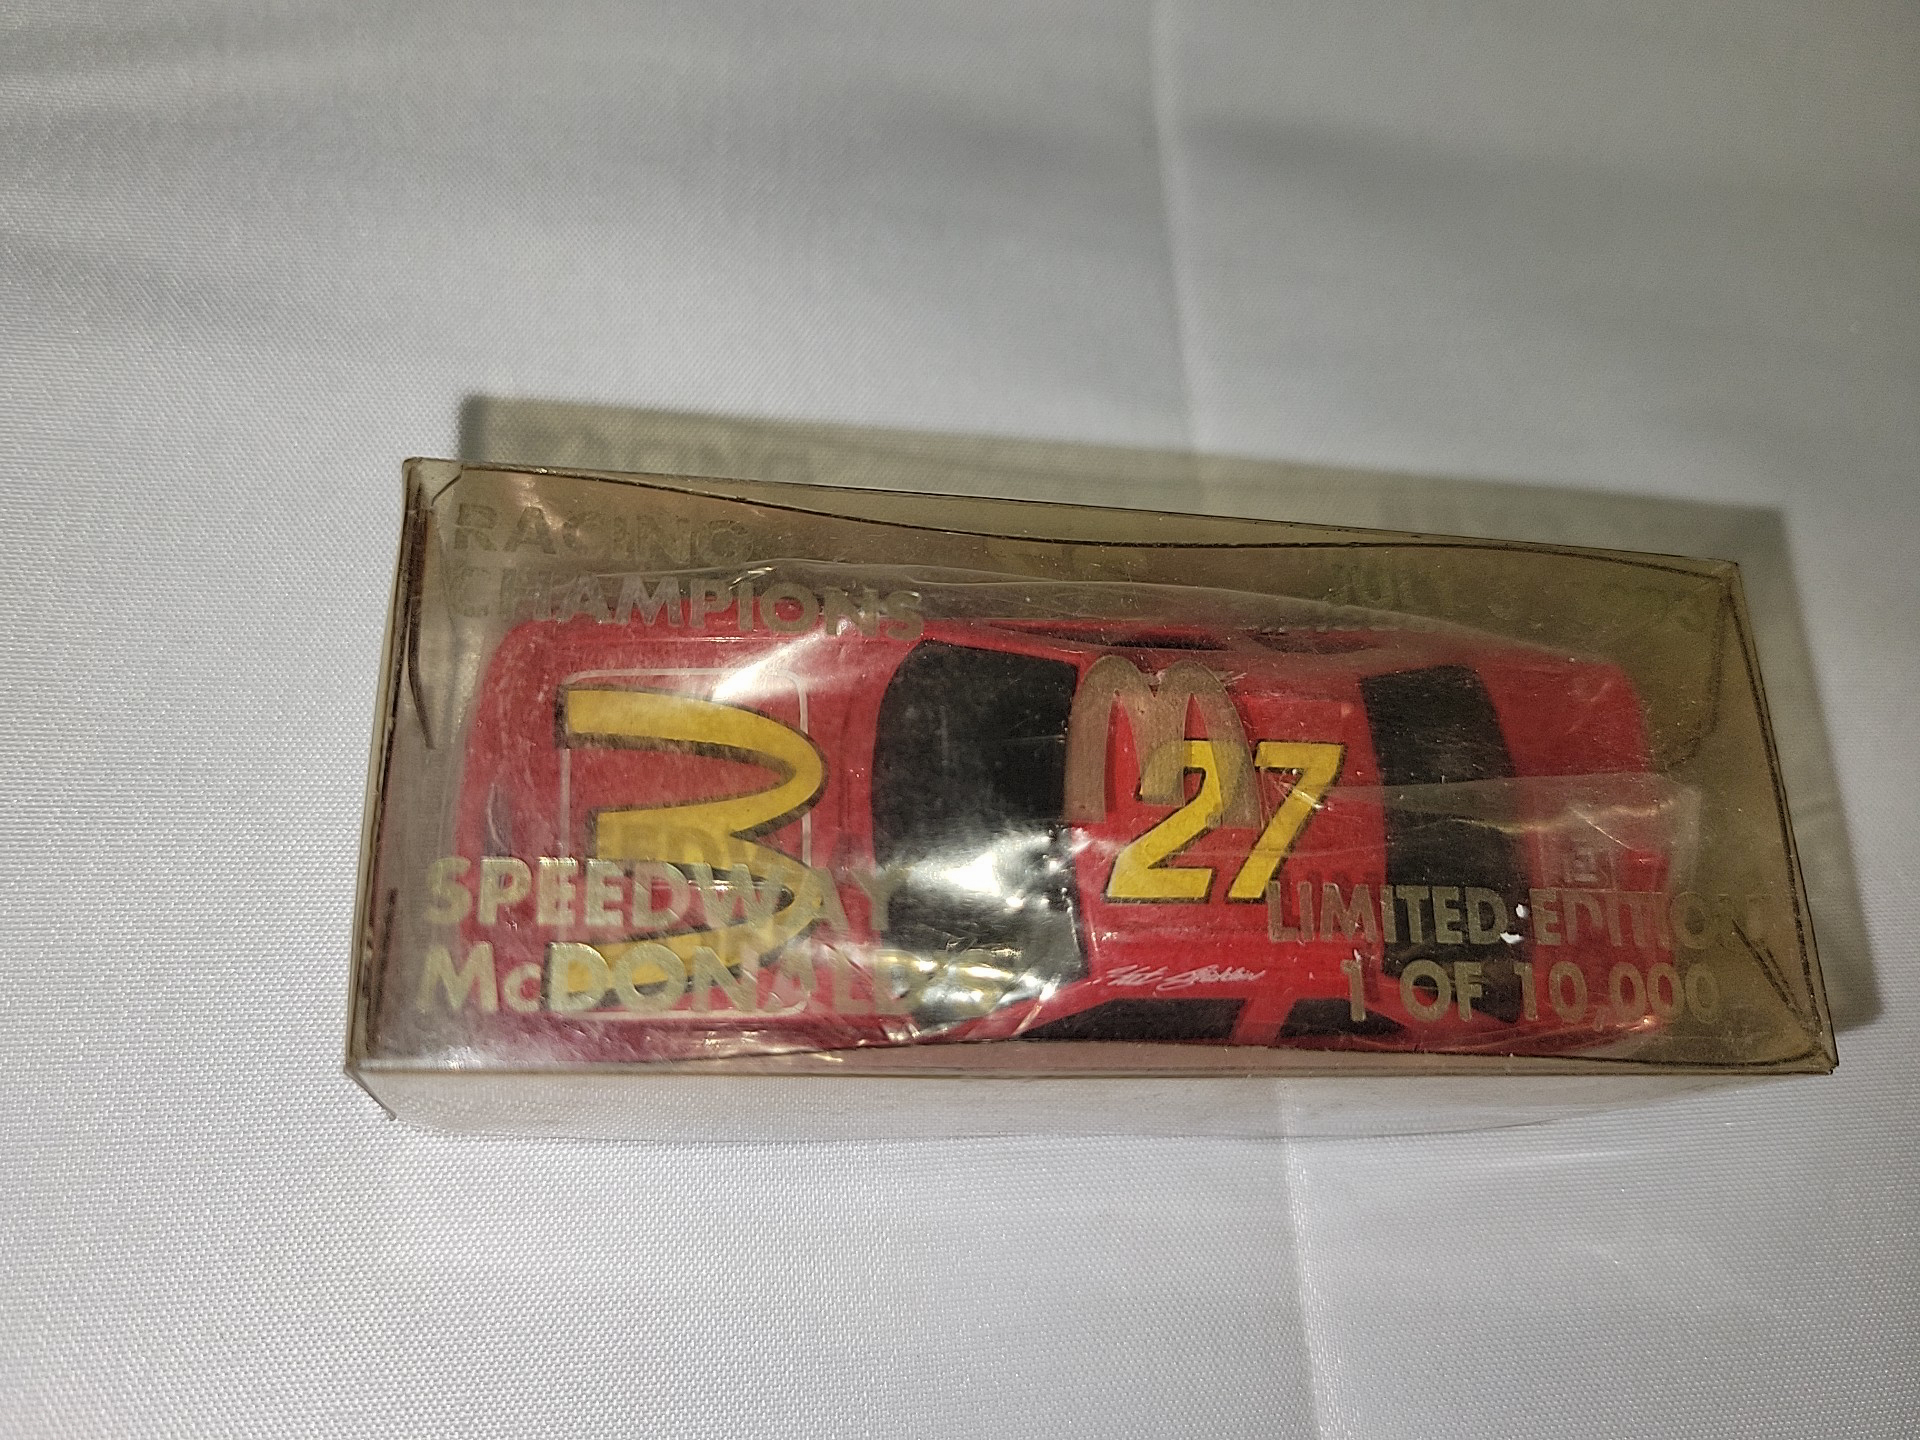 RACING
CHAMPIONS
27
SPEEDWAY
McDONALDS
LIMITED EDITION
1 OF 10,000